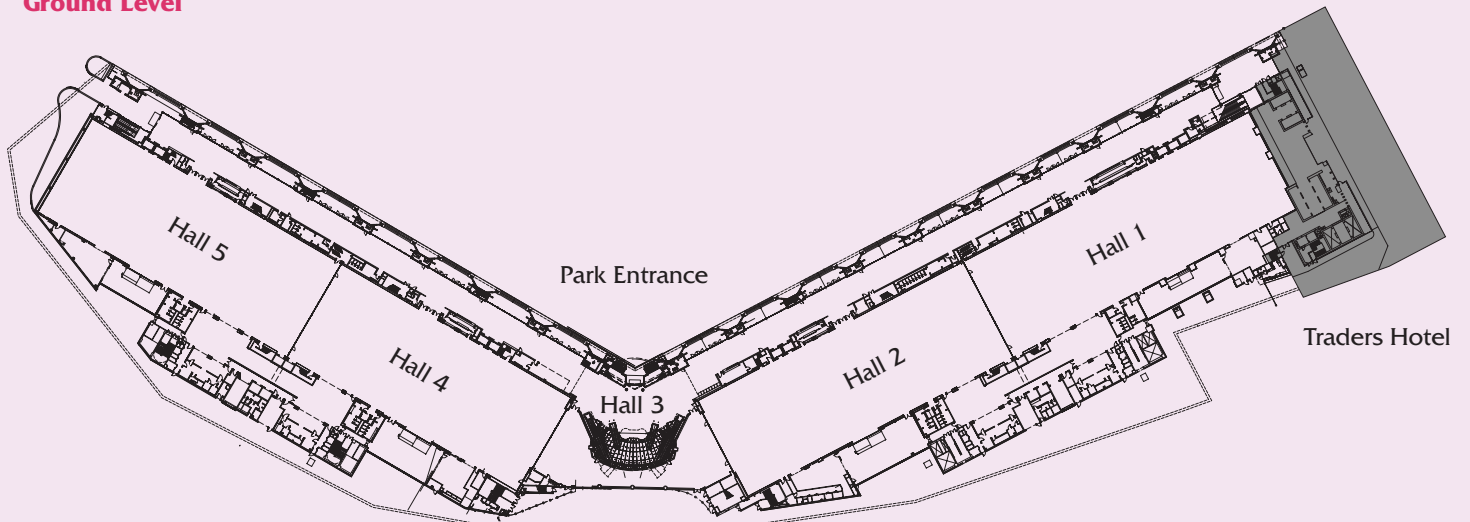 Ground Level
Hall 5
Hall 4
Park Entrance
Hall 3
Hall 2
Hall 1
Traders Hotel